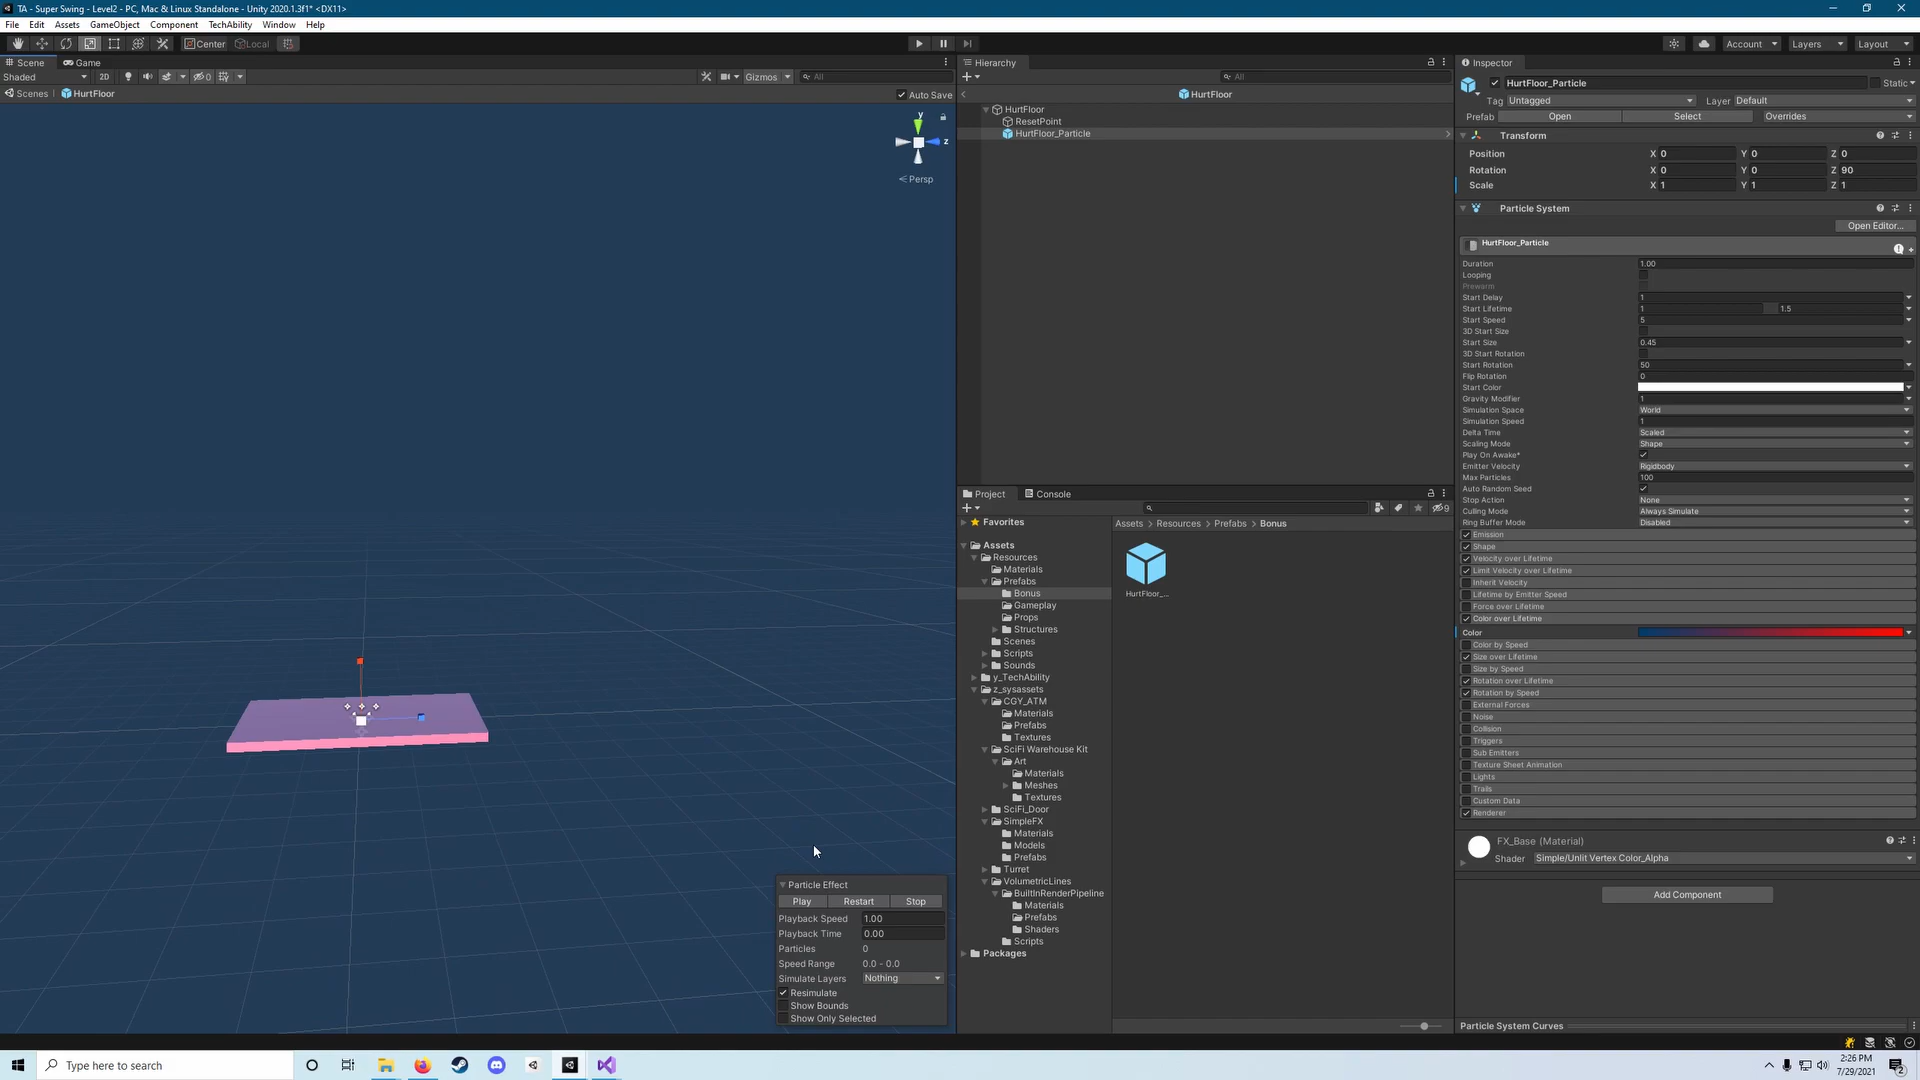 TA - Super Swing - Level2 - PC, Mac & Linux Standalone - Unity 2020.1.3f1* <DX11>
File Edit Assets GameObject Component TechAbility Window Help
Center Local Account Layers Layout
Scene Game
Shaded 2D 0 Gizmos All
Scenes HurtFloor Auto Save
y
z
Persp
Particle Effect
Play Restart Stop
Playback Speed 1.00
Playback Time 0.00
Particles 0
Speed Range 0.0 - 0.0
Simulate Layers Nothing
Resimulate
Show Bounds
Show Only Selected
Hierarchy
All
HurtFloor
HurtFloor
ResetPoint
HurtFloor_Particle
Project Console
9
Favorites
Assets
Resources
Materials
Prefabs
Bonus
Gameplay
Props
Structures
Scenes
Scripts
Sounds
y_TechAbility
z_sysassets
CGY_ATM
Materials
Prefabs
Textures
SciFi Warehouse Kit
Art
Materials
Meshes
Textures
SciFi_Door
SimpleFX
Materials
Models
Prefabs
Turret
VolumetricLines
BuiltInRenderPipeline
Materials
Prefabs
Shaders
Scripts
Packages
Assets > Resources > Prefabs > Bonus
HurtFloor_...
Inspector
HurtFloor_Particle Static
Tag Untagged Layer Default
Prefab Open Select Overrides
Transform
Position X 0 Y 0 Z 0
Rotation X 0 Y 0 Z 90
Scale X 1 Y 1 Z 1
Particle System
Open Editor...
HurtFloor_Particle
Duration 1.00
Looping
Prewarm
Start Delay 1
Start Lifetime 1 1.5
Start Speed 5
3D Start Size
Start Size 0.45
3D Start Rotation
Start Rotation 50
Flip Rotation 0
Start Color
Gravity Modifier 1
Simulation Space World
Simulation Speed 1
Delta Time Scaled
Scaling Mode Shape
Play On Awake*
Emitter Velocity Rigidbody
Max Particles 100
Auto Random Seed
Stop Action None
Culling Mode Always Simulate
Ring Buffer Mode Disabled
Emission
Shape
Velocity over Lifetime
Limit Velocity over Lifetime
Inherit Velocity
Lifetime by Emitter Speed
Force over Lifetime
Color over Lifetime
Color
Color by Speed
Size over Lifetime
Size by Speed
Rotation over Lifetime
Rotation by Speed
External Forces
Noise
Collision
Triggers
Sub Emitters
Texture Sheet Animation
Lights
Trails
Custom Data
Renderer
FX_Base (Material)
Shader Simple/Unlit Vertex Color_Alpha
Add Component
Particle System Curves
Type here to search
2:26 PM
7/29/2021
2